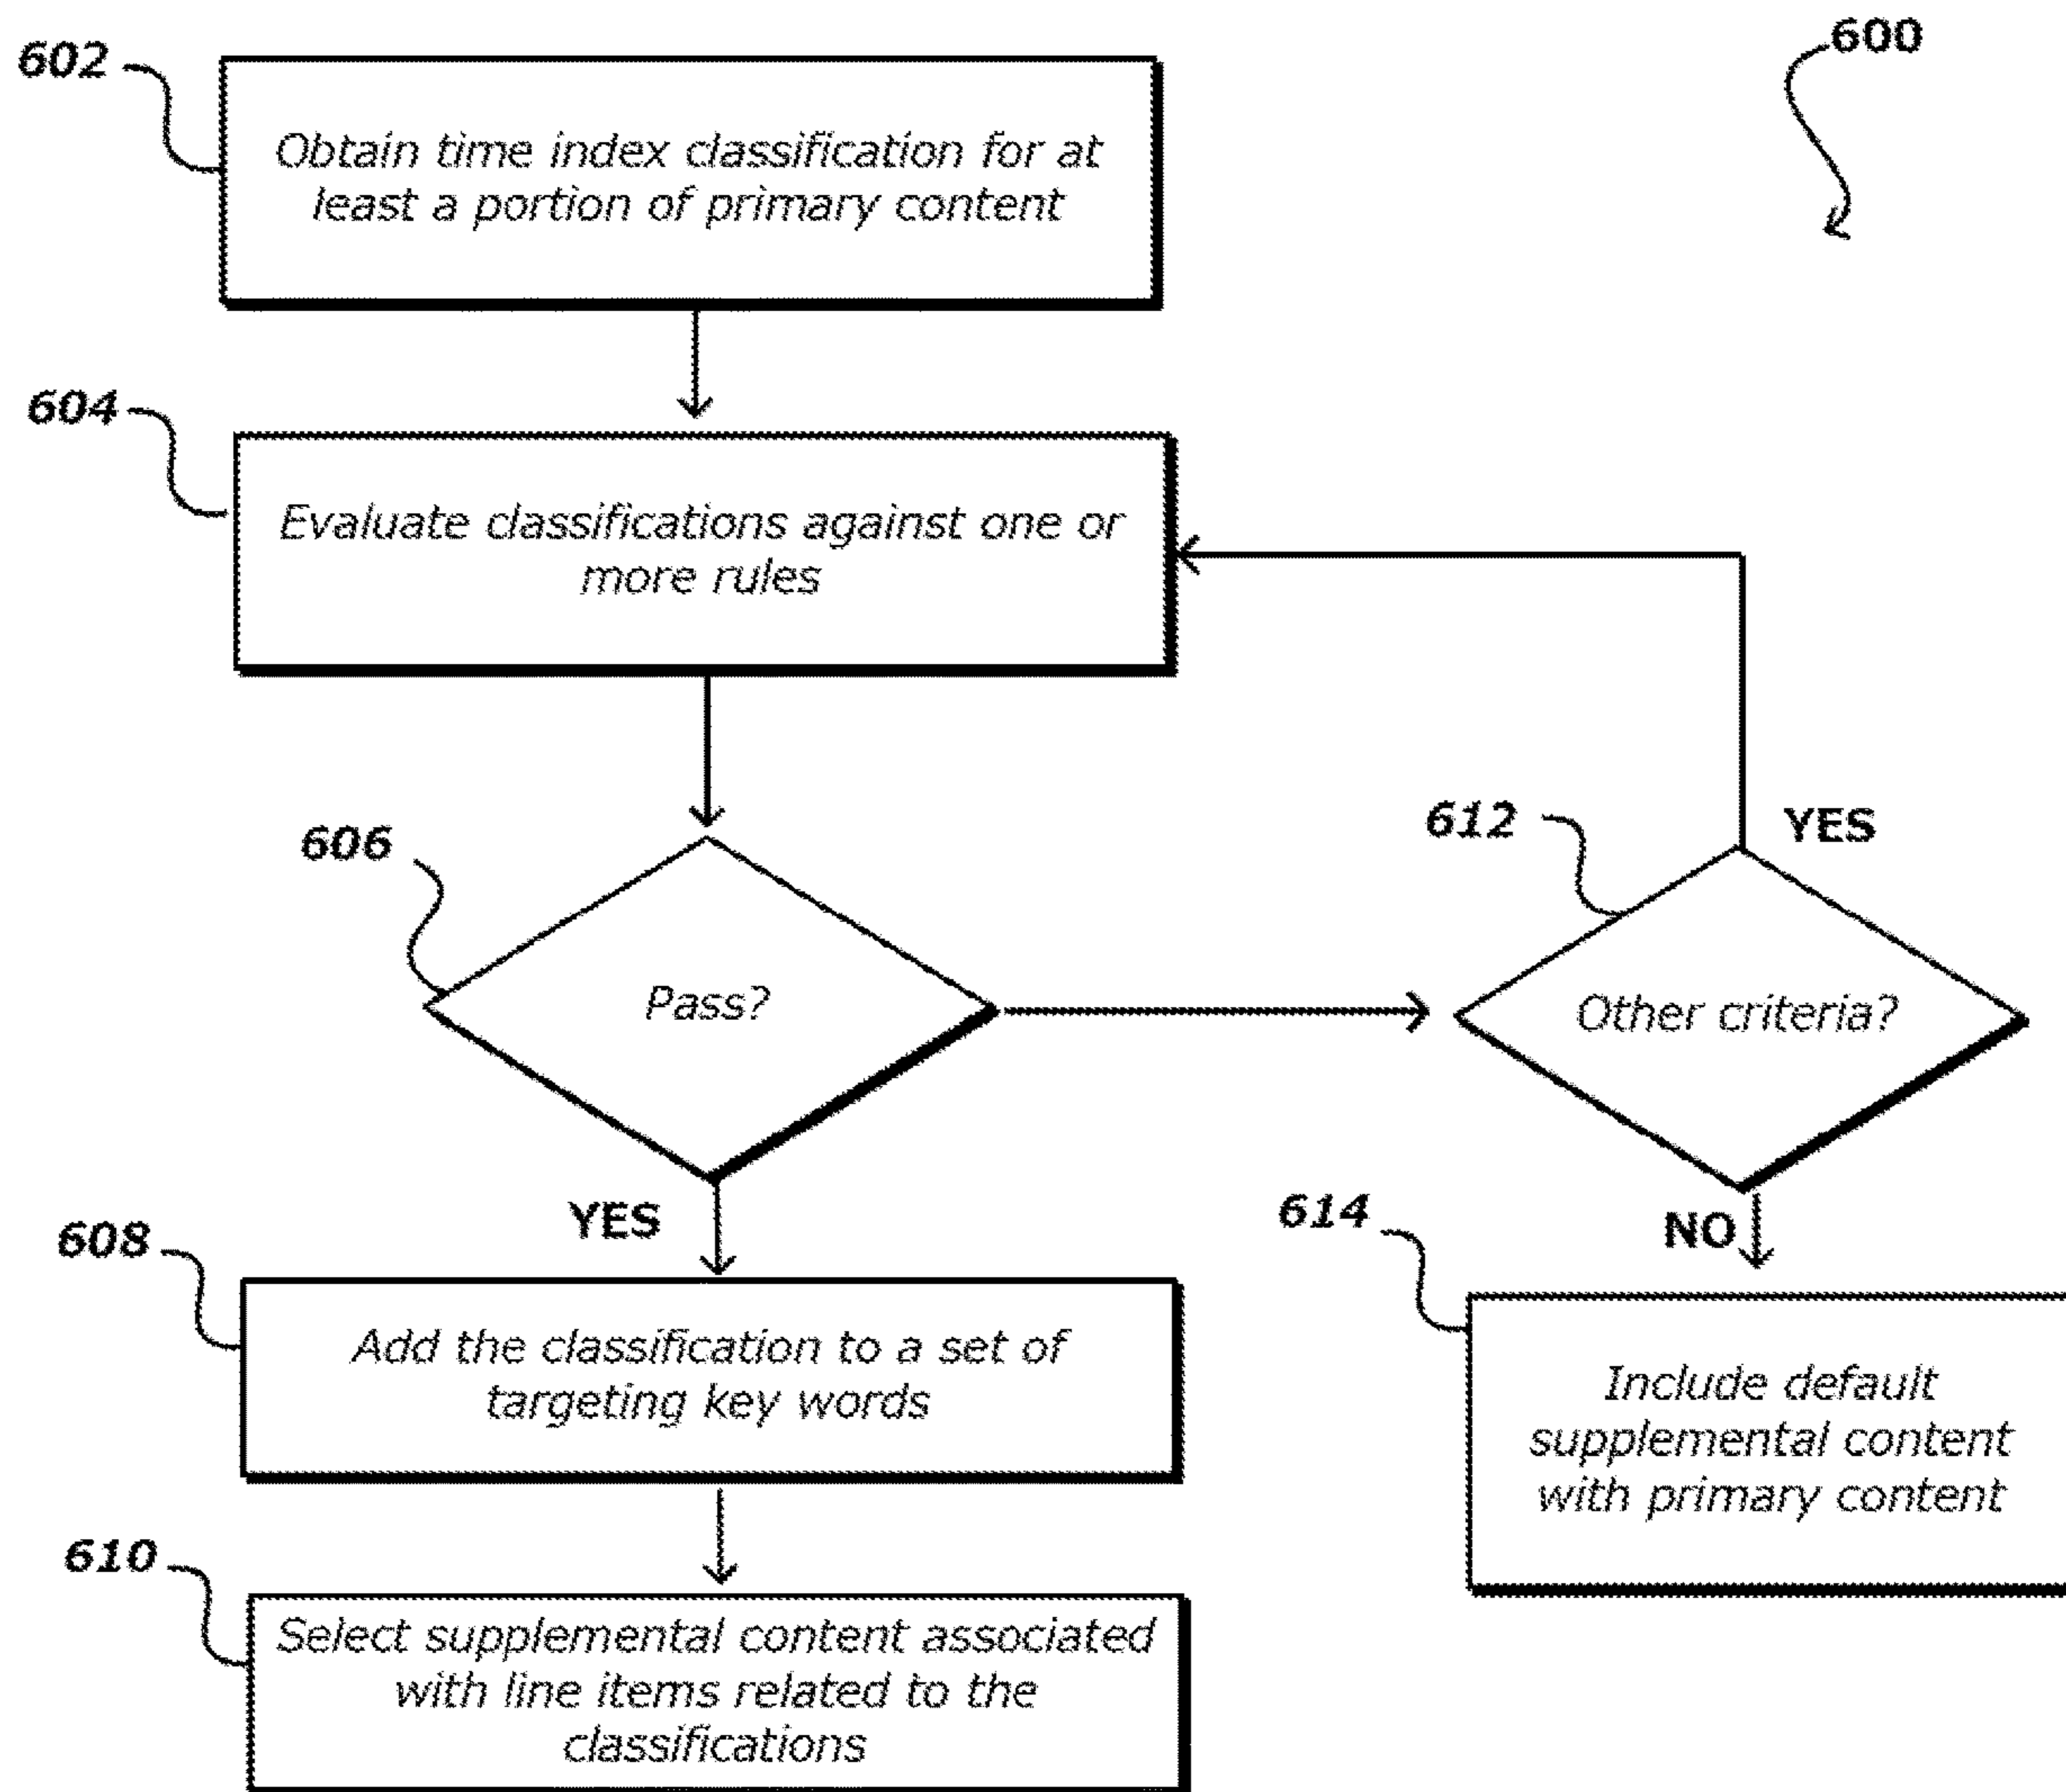 600
602
Obtain time index classification for at
least a portion of primary content
604
Evaluate classifications against one or
more rules
606
Pass?
612
YES
Other criteria?
YES
608
Add the classification to a set of
targeting key words
614
NO
Include default
supplemental content
with primary content
610
Select supplemental content associated
with line items related to the
classifications